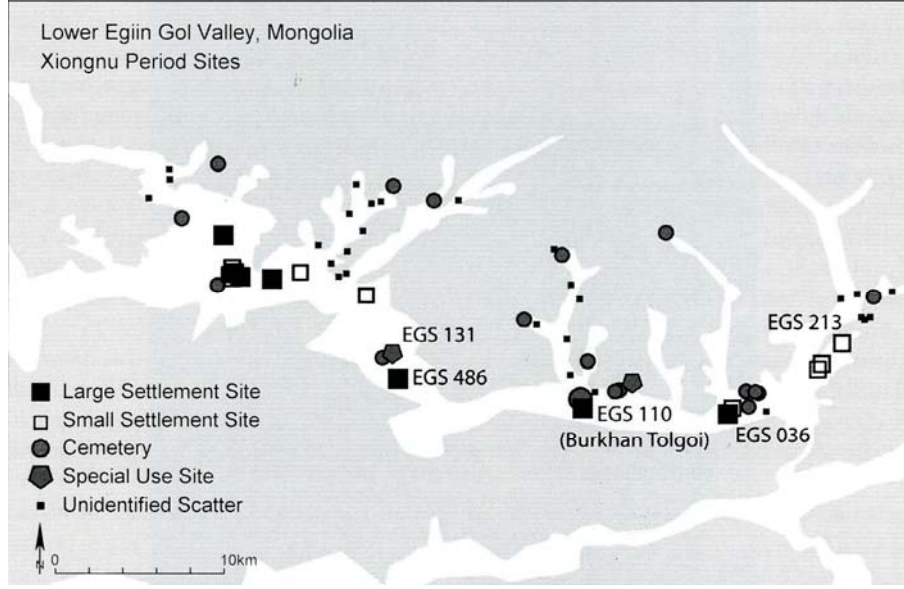 Lower Egiin Gol Valley, Mongolia
Xiongnu Period Sites
EGS 131
EGS 213
EGS 486
EGS 110
(Burkhan Tolgoi)
EGS 036
Large Settlement Site
Small Settlement Site
Cemetery
Special Use Site
Unidentified Scatter
N
0
10km